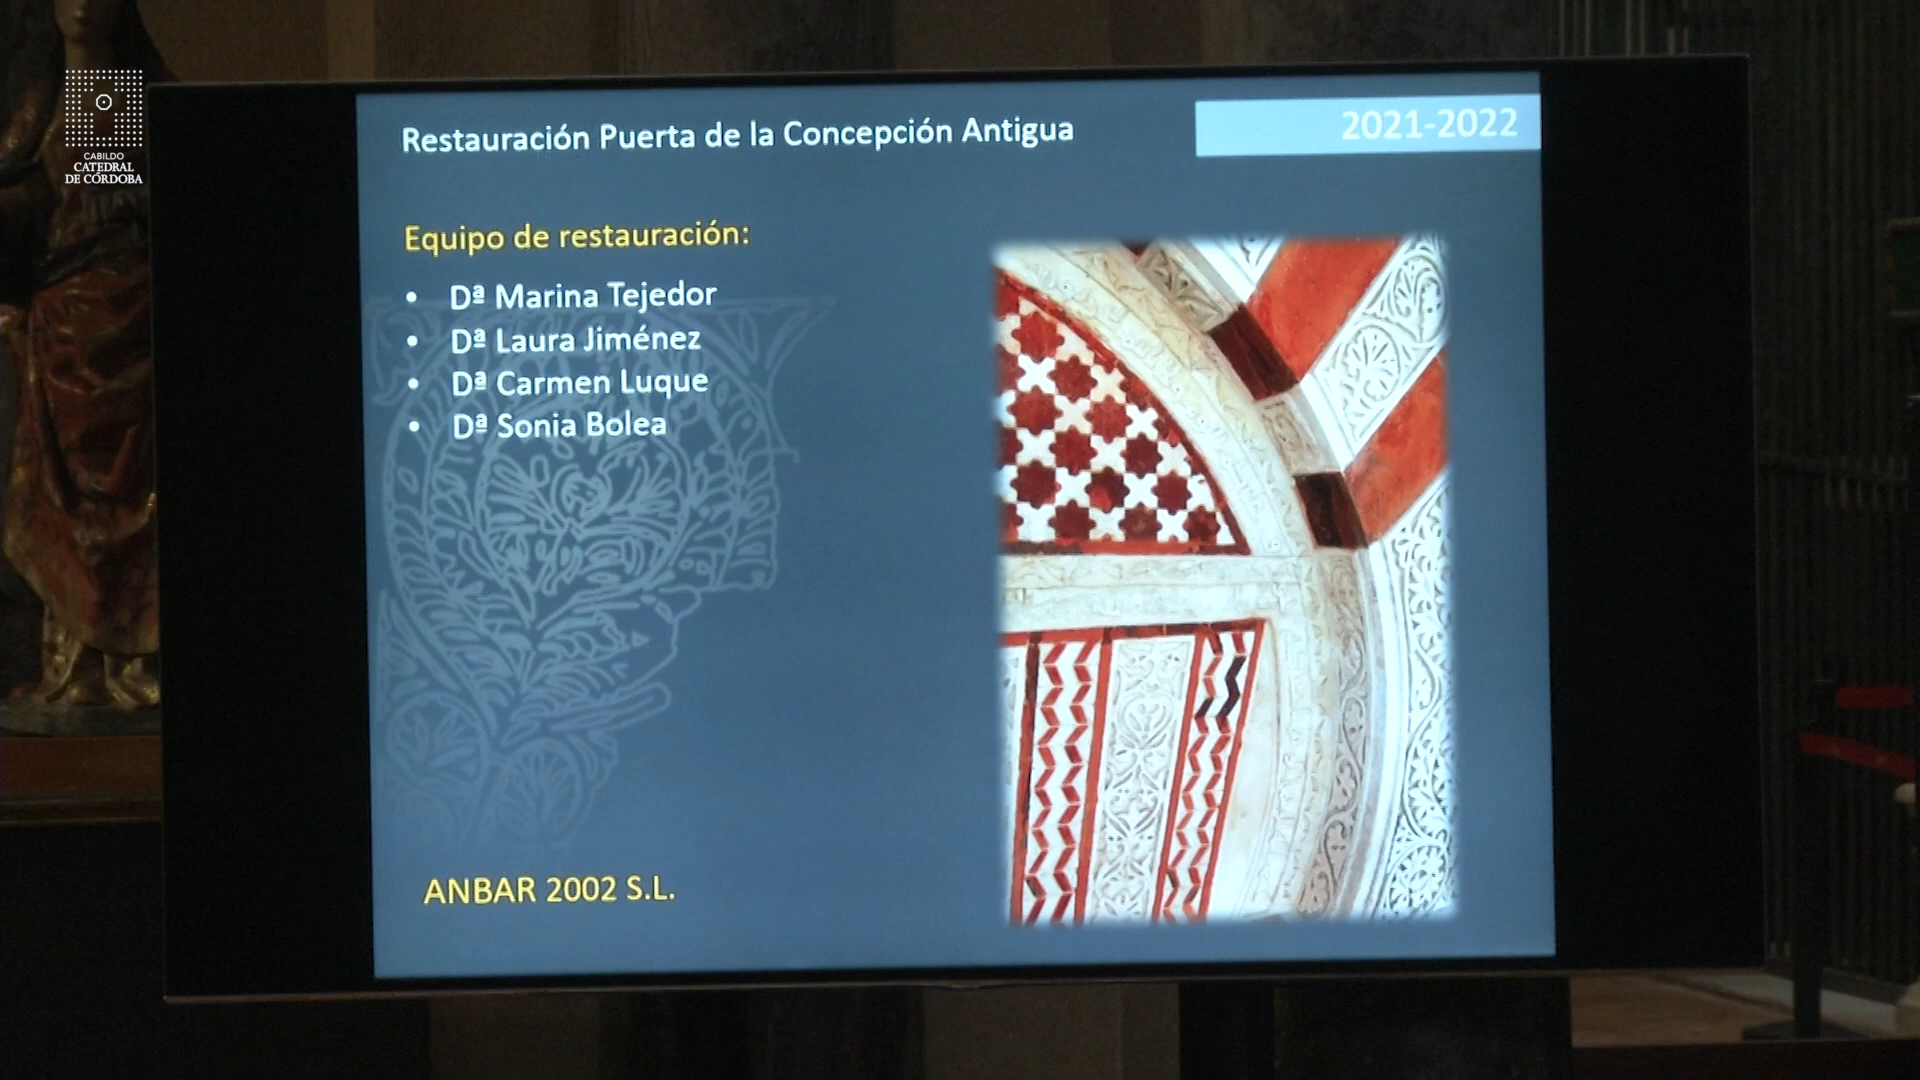 CABILDO
CATEDRAL
DE CÓRDOBA
Restauración Puerta de la Concepción Antigua
2021-2022
Equipo de restauración:
• Dª Marina Tejedor
• Dª Laura Jiménez
• Dª Carmen Luque
• Dª Sonia Bolea
ANBAR 2002 S.L.